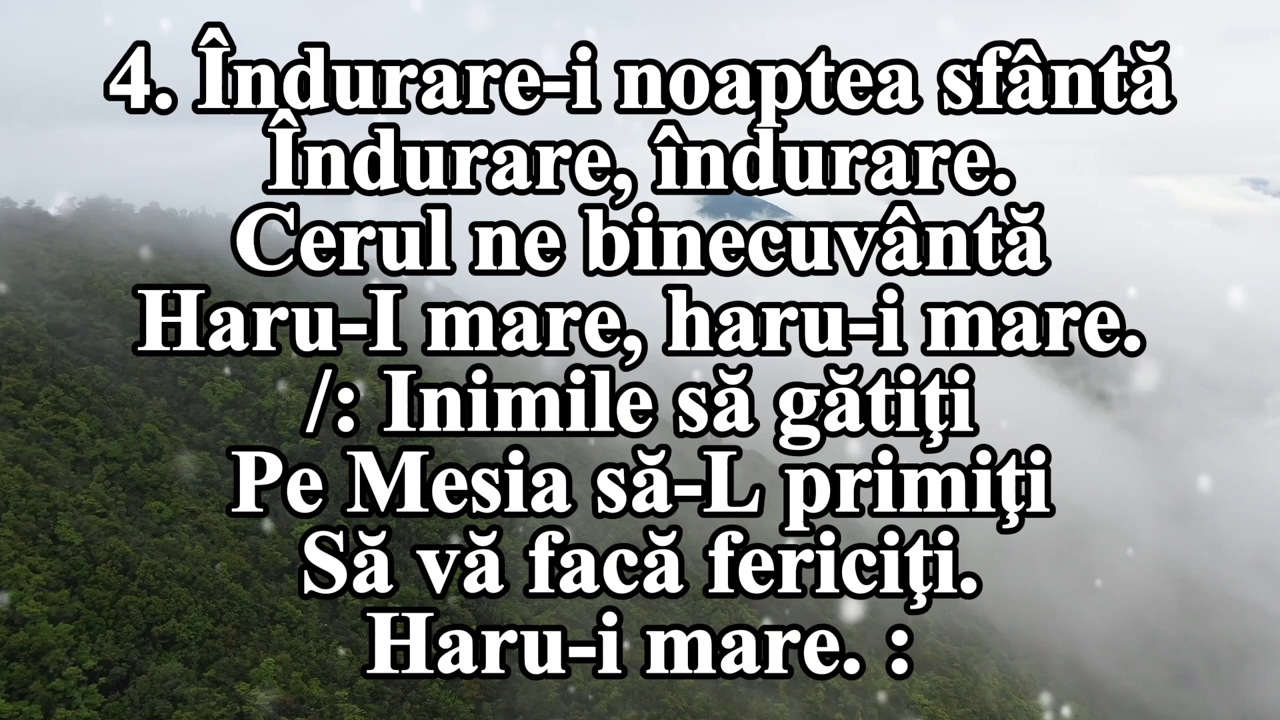 4. Îndurare-i noaptea sfântă
Îndurare, îndurare.
Cerul ne binecuvântă
Haru-I mare, haru-i mare.
/: Inimile să gătiţi
Pe Mesia să-L primiţi
Să vă facă fericiţi.
Haru-i mare. :